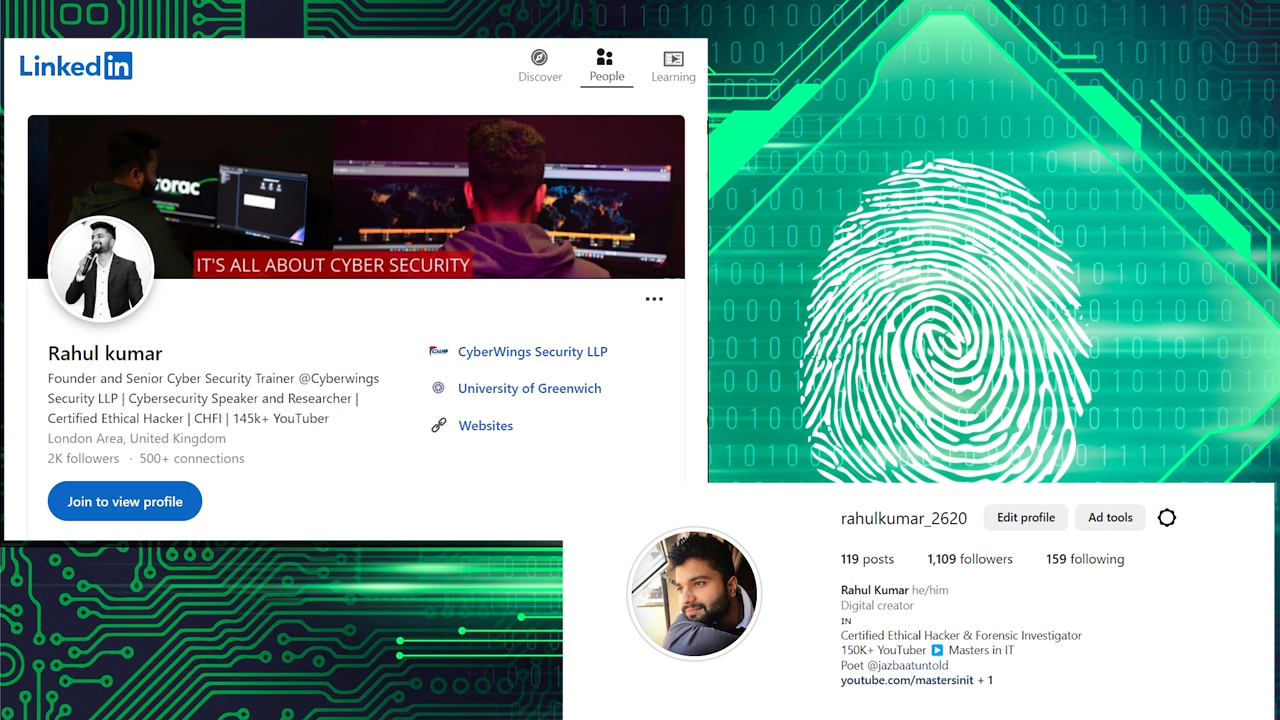 LinkedIn
Discover
People
Learning
orac
IT'S ALL ABOUT CYBER SECURITY
Rahul kumar
Founder and Senior Cyber Security Trainer @Cyberwings
Security LLP | Cybersecurity Speaker and Researcher |
Certified Ethical Hacker | CHFI | 145k+ YouTuber
London Area, United Kingdom
2K followers · 500+ connections
Join to view profile
CyberWings Security LLP
University of Greenwich
Websites
rahulkumar_2620
Edit profile
Ad tools
119 posts
1,109 followers
159 following
Rahul Kumar he/him
Digital creator
IN
Certified Ethical Hacker & Forensic Investigator
150K+ YouTuber ▶️ Masters in IT
Poet @jazbaatuntold
youtube.com/mastersinit + 1